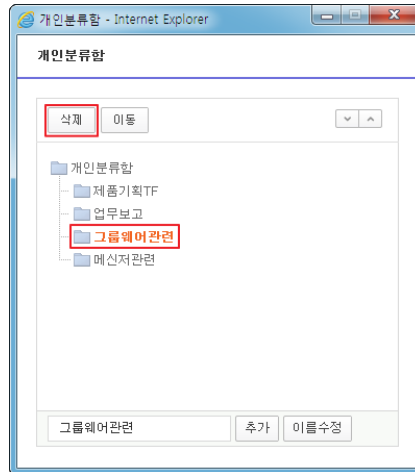 개인분류함 - Internet Explorer
개인분류함
삭제 이동
개인분류함
제품기획TF
업무보고
그룹웨어관련
메신저관련
그룹웨어관련 추가 이름수정